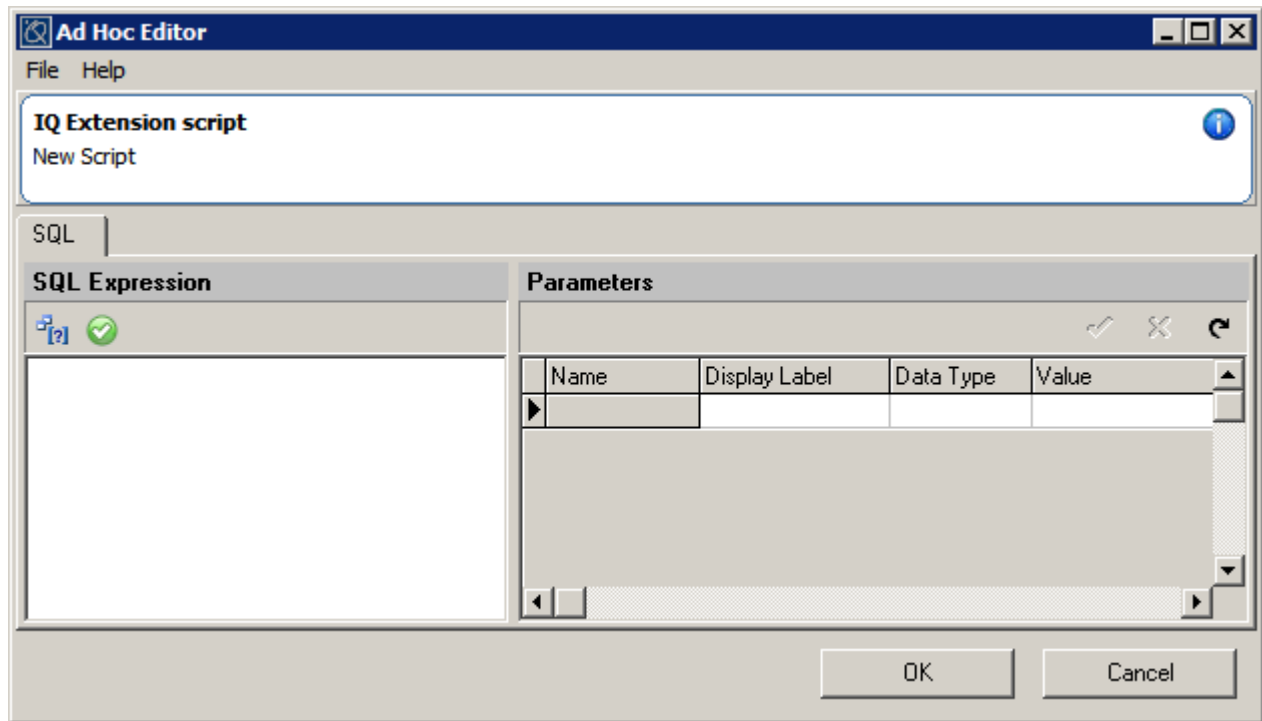 Ad Hoc Editor
File Help
IQ Extension script
New Script
SQL
SQL Expression
Parameters
[?]
Name Display Label Data Type Value
OK Cancel